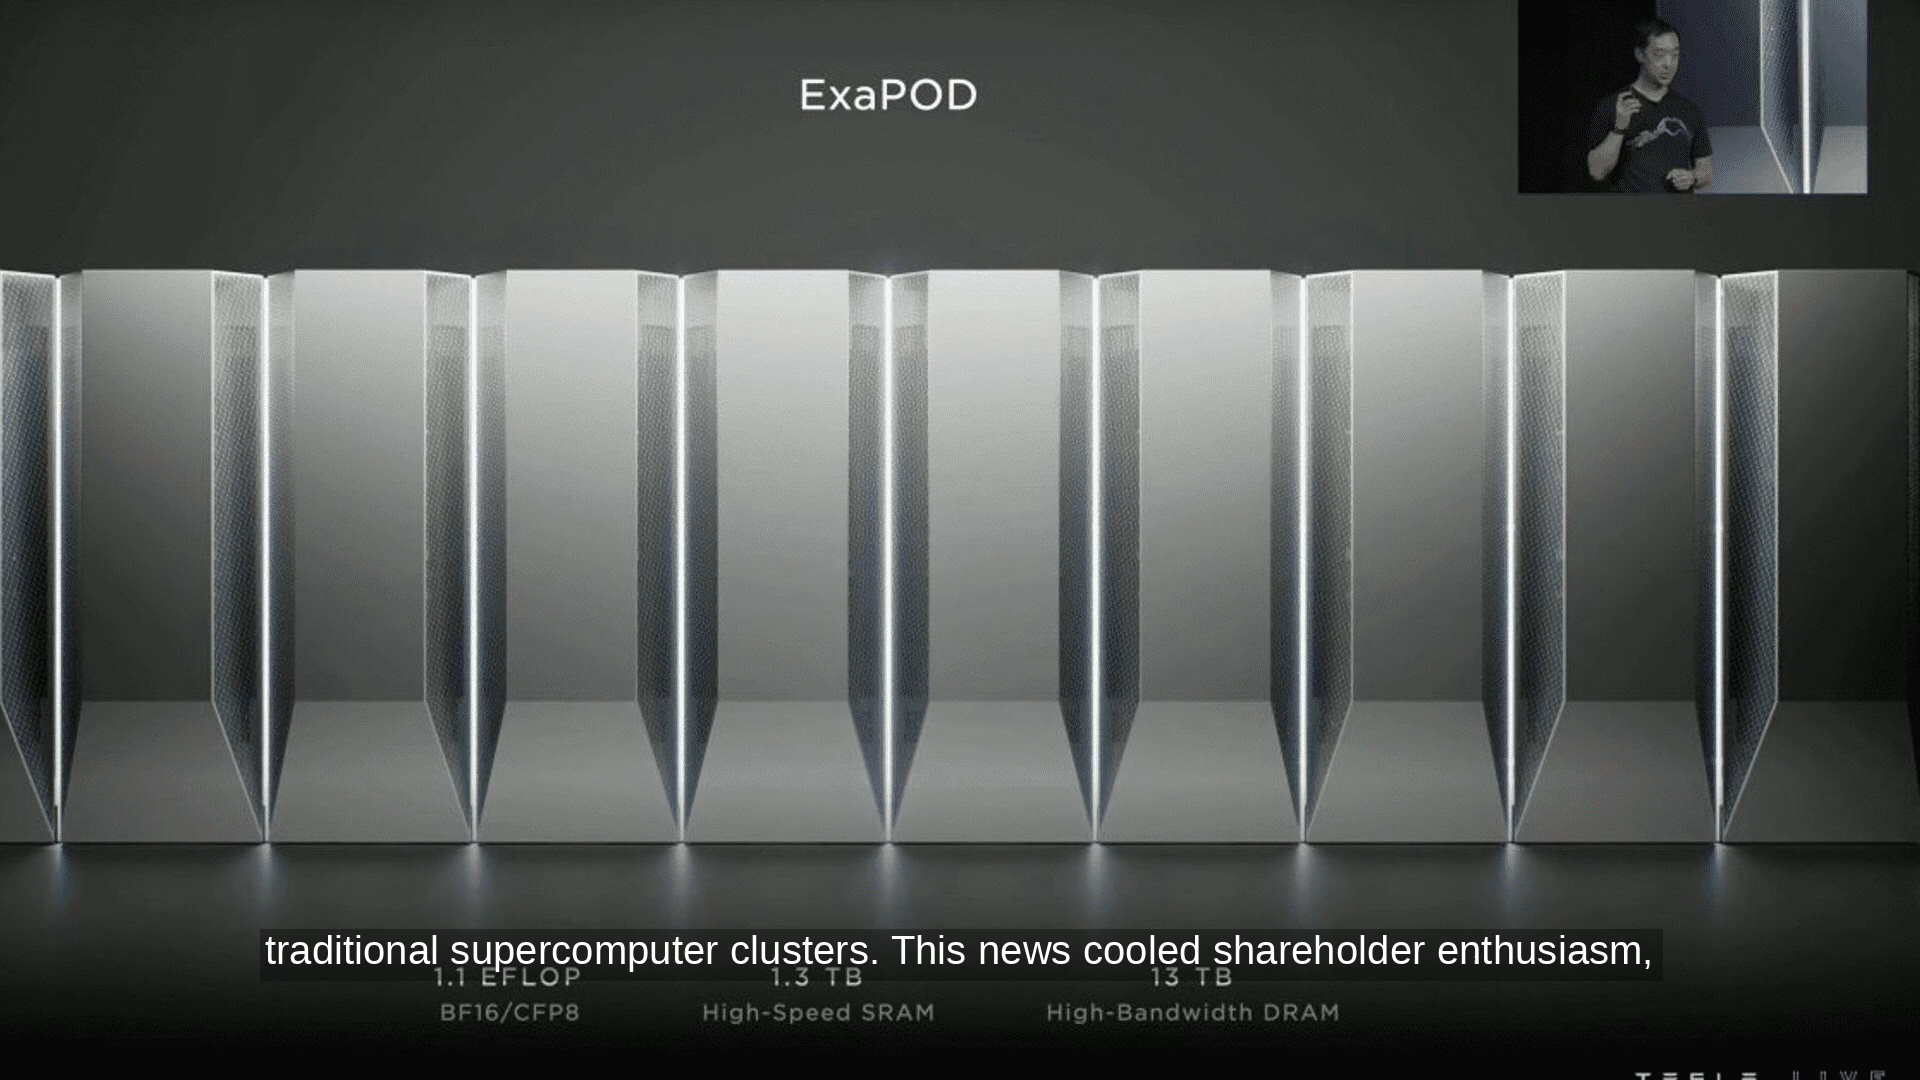 ExaPOD
traditional supercomputer clusters. This news cooled shareholder enthusiasm,
1.1 EFLOP
BF16/CFP8
1.3 TB
High-Speed SRAM
13 TB
High-Bandwidth DRAM